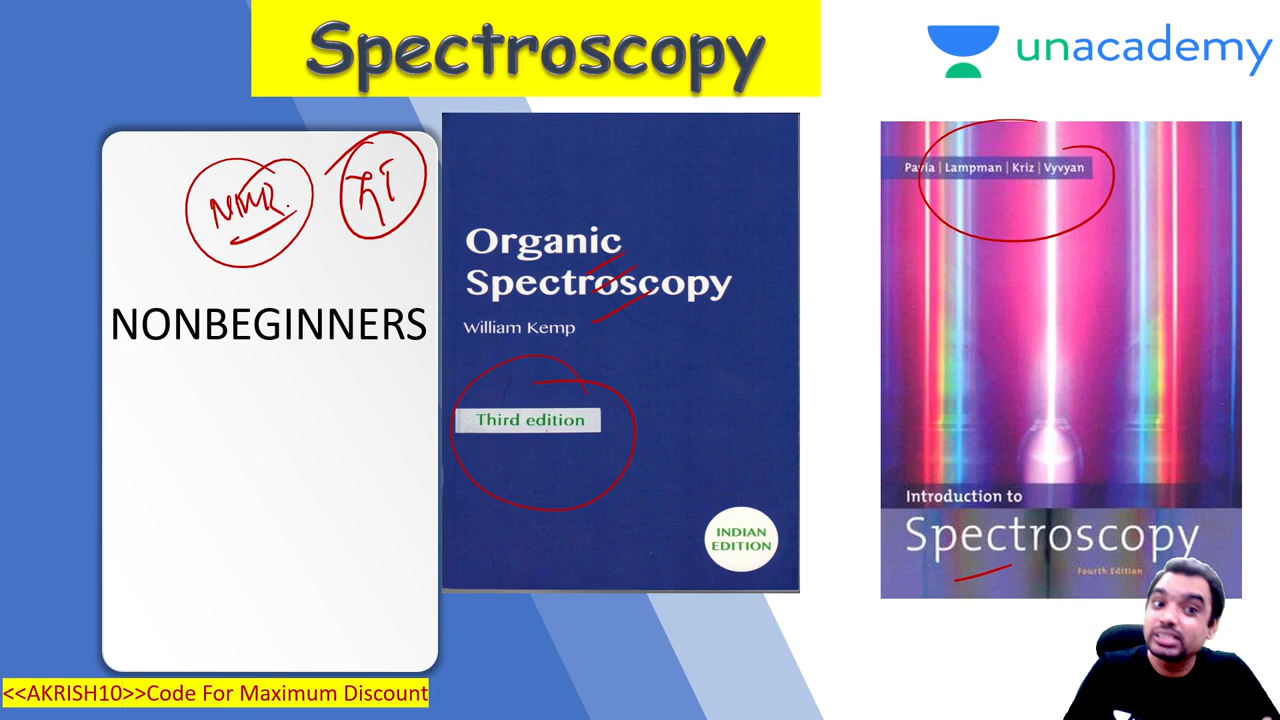 Spectroscopy
unacademy
NMR.
NONBEGINNERS
Organic
Spectroscopy
William Kemp
Third edition
INDIAN
EDITION
Pavia | Lampman | Kriz | Vyvyan
Introduction to
Spectroscopy
Fourth Edition
<<AKRISH10>>Code For Maximum Discount
unacademy